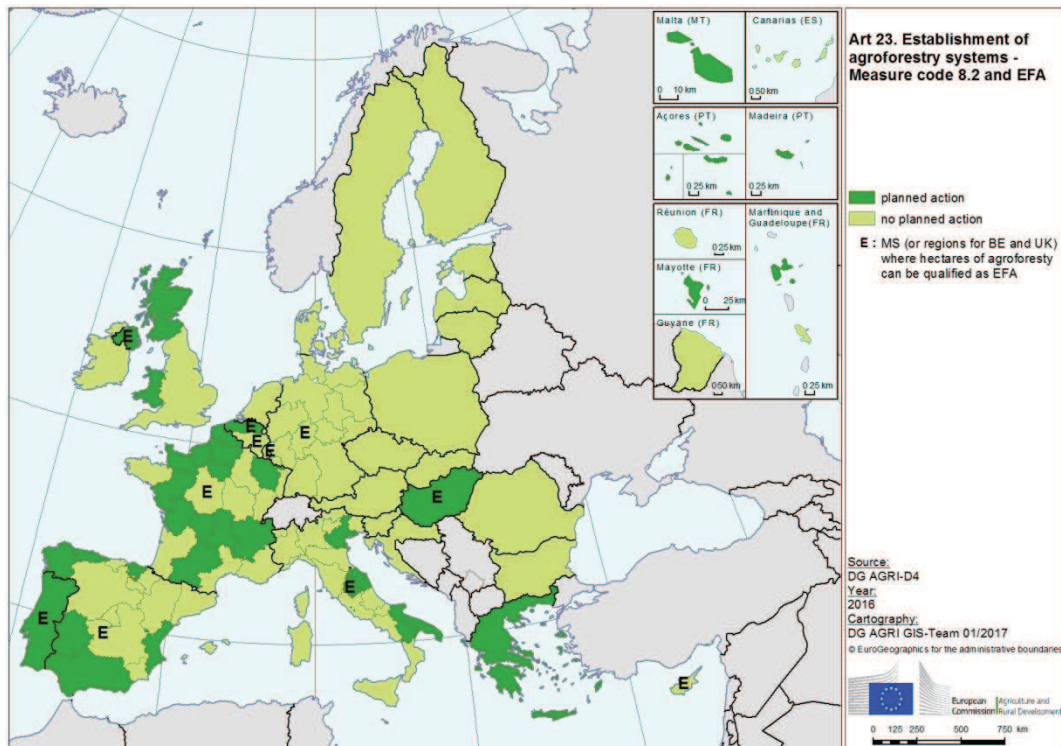 Malta (MT)
0 10 km
Canarias (ES)
0 50 km
Açores (PT)
0 25 km
Madeira (PT)
0 25 km
Réunion (FR)
0 25 km
Martinique and
Guadeloupe (FR)
0 25 km
Mayotte (FR)
0 25 km
Guyane (FR)
0 50 km
E
E
E
E
E
E
E
E
E
E
E
Art 23. Establishment of
agroforestry systems -
Measure code 8.2 and EFA
planned action
no planned action
E : MS (or regions for BE and UK)
where hectares of agroforesty
can be qualified as EFA
Source:
DG AGRI-D4
Year:
2016
Cartography:
DG AGRI GIS-Team 01/2017
© EuroGeographics for the administrative boundaries
European
Commission
Agriculture and
Rural Development
0 250 500 750 km